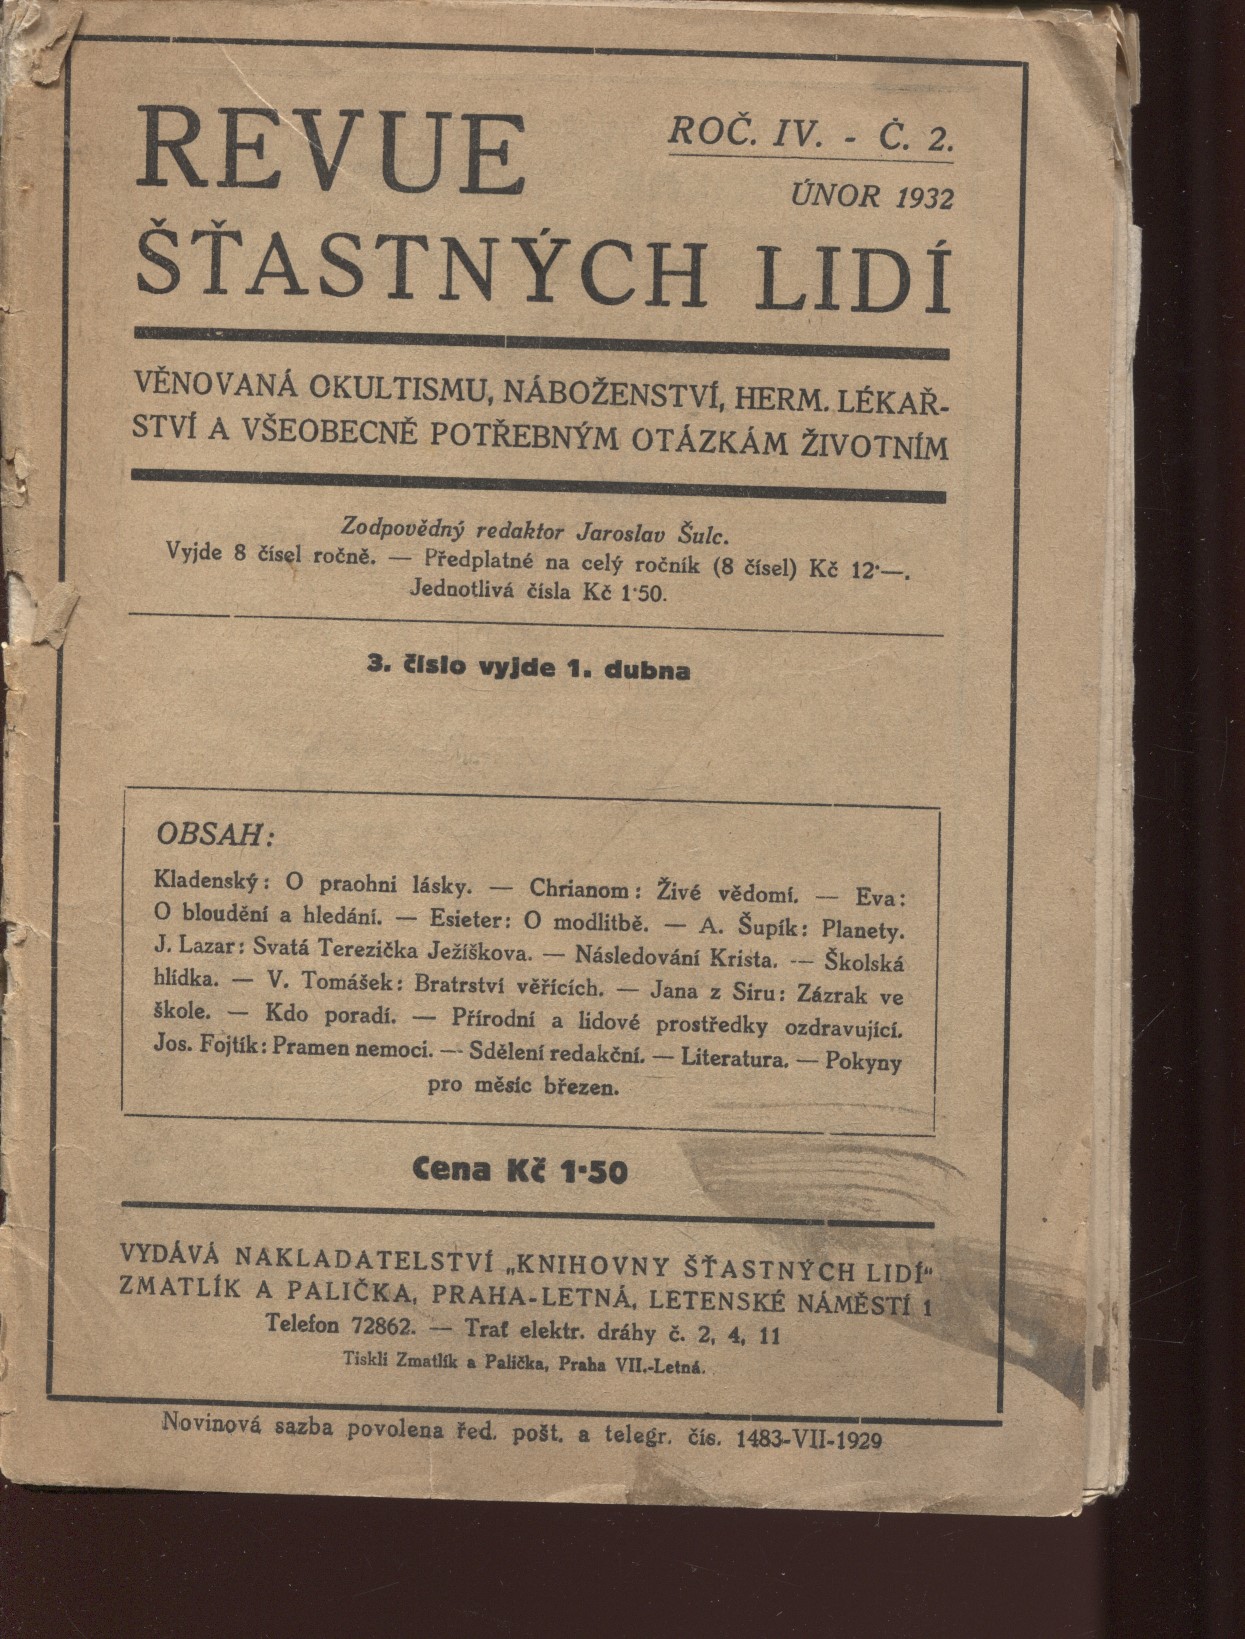 REVUE
ROČ. IV. - Č. 2.
ÚNOR 1932
ŠŤASTNÝCH LIDÍ
VĚNOVANÁ OKULTISMU, NÁBOŽENSTVÍ, HERM. LÉKAŘ-
STVÍ A VŠEOBECNĚ POTŘEBNÝM OTÁZKÁM ŽIVOTNÍM
Zodpovědný redaktor Jaroslav Šulc.
Vyjde 8 čísel ročně. — Předplatné na celý ročník (8 čísel) Kč 12·—.
Jednotlivá čísla Kč 1·50.
3. číslo vyjde 1. dubna
OBSAH:
Kladenský: O praohni lásky. — Chrianom: Živé vědomí. — Eva:
O bloudění a hledání. — Esieter: O modlitbě. — A. Šupík: Planety.
J. Lazar: Svatá Terezička Ježíškova. — Následování Krista. — Školská
hlídka. — V. Tomášek: Bratrství věřících. — Jana z Siru: Zázrak ve
škole. — Kdo poradí. — Přírodní a lidové prostředky ozdravující.
Jos. Fojtík: Pramen nemoci. — Sdělení redakční. — Literatura. — Pokyny
pro měsíc březen.
Cena Kč 1·50
VYDÁVÁ NAKLADATELSTVÍ „KNIHOVNY ŠŤASTNÝCH LIDÍ“
ZMATLÍK A PALIČKA, PRAHA-LETNÁ, LETENSKÉ NÁMĚSTÍ 1
Telefon 72862. — Trať elektr. dráhy č. 2, 4, 11
Tiskli Zmatlík a Palička, Praha VII.-Letná.
Novinová sazba povolena řed. pošt. a telegr. čís. 1483-VII-1929